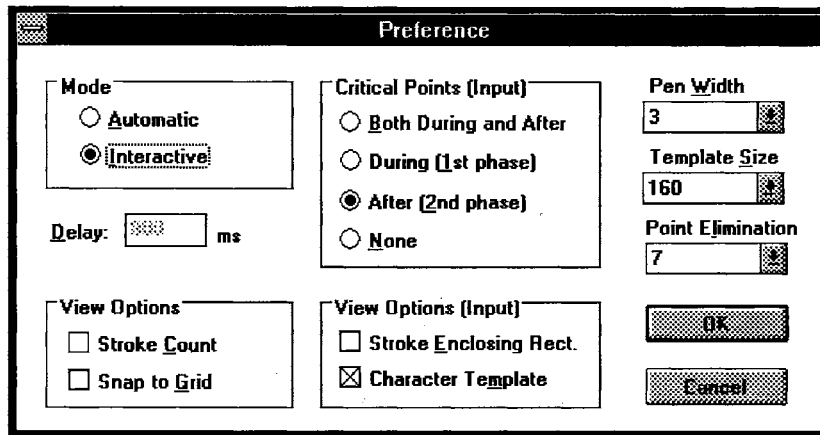 Preference
Mode
Automatic
Interactive
Delay:
ms
Critical Points (Input)
Both During and After
During (1st phase)
After (2nd phase)
None
Pen Width
3
Template Size
160
Point Elimination
7
View Options
Stroke Count
Snap to Grid
View Options (Input)
Stroke Enclosing Rect.
Character Template
OK
Cancel